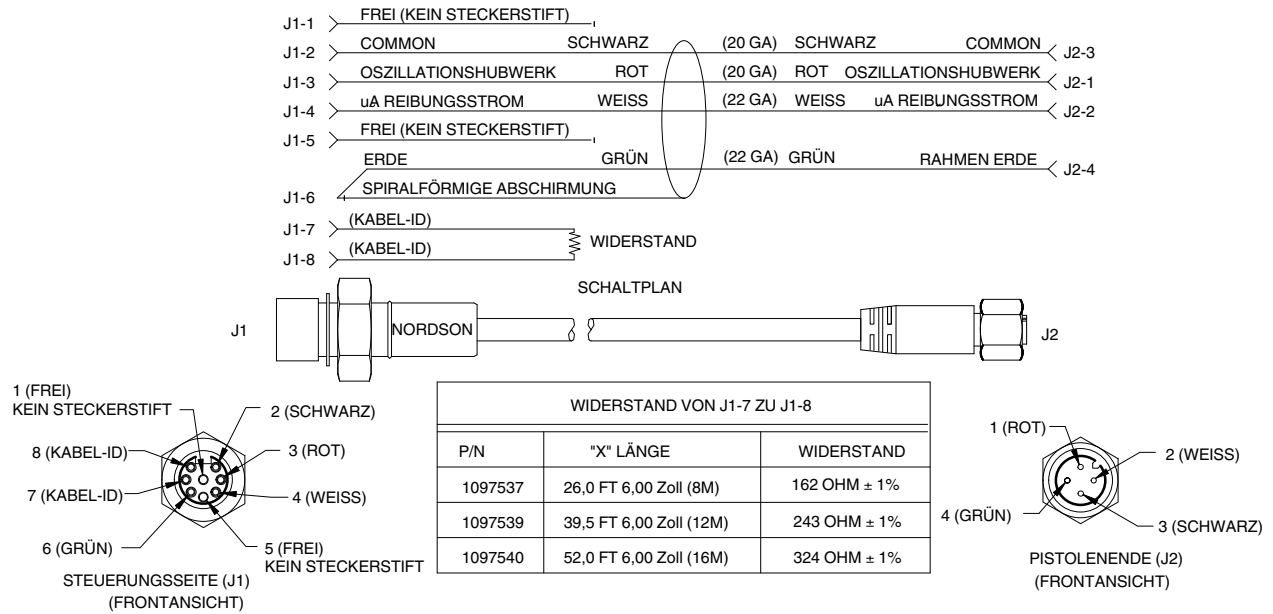 J1-1 FREI (KEIN STECKERSTIFT)
J1-2 COMMON SCHWARZ (20 GA) SCHWARZ COMMON J2-3
J1-3 OSZILLATIONSHUBWERK ROT (20 GA) ROT OSZILLATIONSHUBWERK J2-1
J1-4 uA REIBUNGSSTROM WEISS (22 GA) WEISS uA REIBUNGSSTROM J2-2
J1-5 FREI (KEIN STECKERSTIFT)
ERDE GRÜN (22 GA) GRÜN RAHMEN ERDE J2-4
J1-6 SPIRALFÖRMIGE ABSCHIRMUNG
J1-7 (KABEL-ID)
WIDERSTAND
J1-8 (KABEL-ID)
SCHALTPLAN
J1 NORDSON J2
1 (FREI)
KEIN STECKERSTIFT
2 (SCHWARZ)
8 (KABEL-ID)
3 (ROT)
7 (KABEL-ID)
4 (WEISS)
6 (GRÜN)
5 (FREI)
KEIN STECKERSTIFT
STEUERUNGSSEITE (J1)
(FRONTANSICHT)
WIDERSTAND VON J1-7 ZU J1-8
P/N "X" LÄNGE WIDERSTAND
1097537 26,0 FT 6,00 Zoll (8M) 162 OHM ± 1%
1097539 39,5 FT 6,00 Zoll (12M) 243 OHM ± 1%
1097540 52,0 FT 6,00 Zoll (16M) 324 OHM ± 1%
1 (ROT)
2 (WEISS)
4 (GRÜN)
3 (SCHWARZ)
PISTOLENENDE (J2)
(FRONTANSICHT)